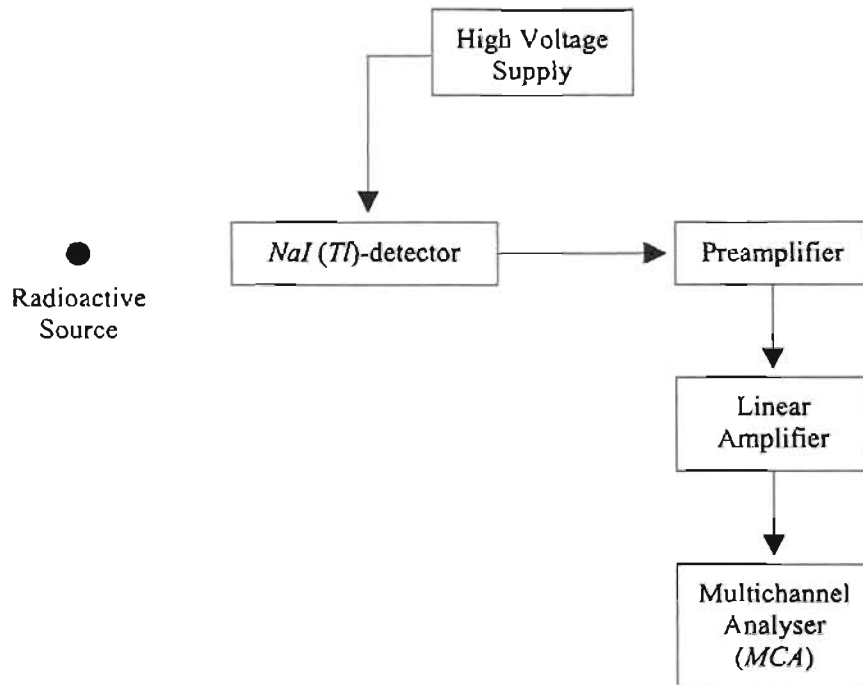 High Voltage
Supply
NaI (Tl)-detector
Preamplifier
Radioactive
Source
Linear
Amplifier
Multichannel
Analyser
(MCA)